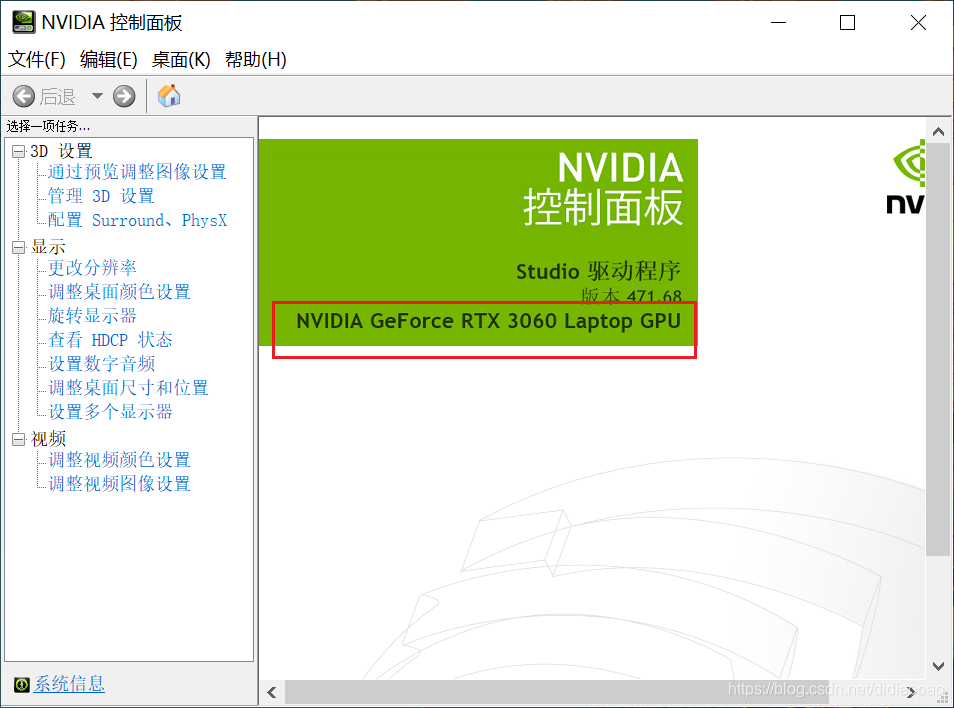 NVIDIA 控制面板
文件(F) 编辑(E) 桌面(K) 帮助(H)
后退
选择一项任务...
3D 设置
通过预览调整图像设置
管理 3D 设置
配置 Surround、PhysX
显示
更改分辨率
调整桌面颜色设置
旋转显示器
查看 HDCP 状态
设置数字音频
调整桌面尺寸和位置
设置多个显示器
视频
调整视频颜色设置
调整视频图像设置
系统信息
NVIDIA
控制面板
Studio 驱动程序
版本 471.68
NVIDIA GeForce RTX 3060 Laptop GPU
nv
https://blog.csdn.net/didiaopao